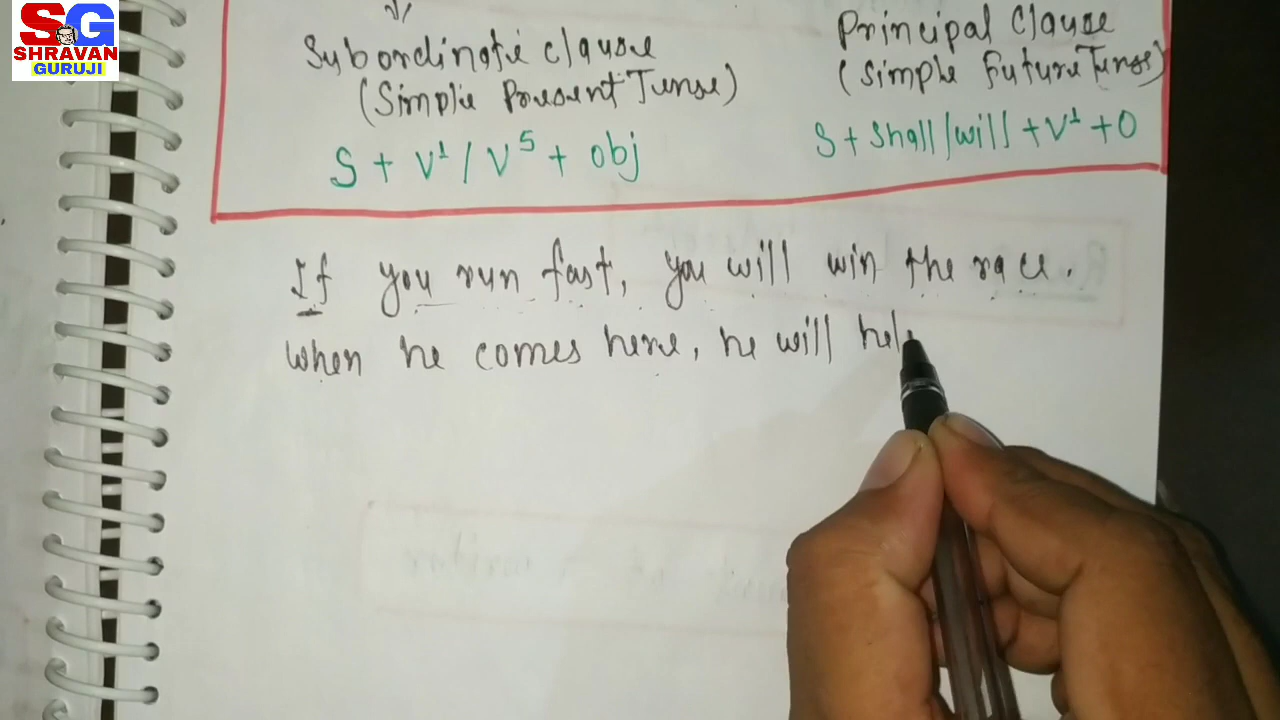 SG
SHRAVAN
GURUJI
Subordinate clause
(Simple Present Tense)
S + V¹ / V⁵ + obj
Principal Clause
(Simple Future Tense)
S + Shall / will + V¹ + O
If you run fast, you will win the race.
when he comes here, he will hel